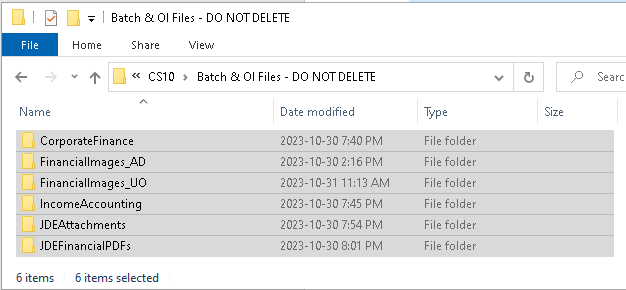 Batch & OI Files - DO NOT DELETE
File Home Share View
« CS10 > Batch & OI Files - DO NOT DELETE Searc
Name Date modified Type Size
CorporateFinance 2023-10-30 7:40 PM File folder
FinancialImages_AD 2023-10-30 2:16 PM File folder
FinancialImages_UO 2023-10-31 11:13 AM File folder
IncomeAccounting 2023-10-30 7:45 PM File folder
JDEAttachments 2023-10-30 7:54 PM File folder
JDEFinancialPDFs 2023-10-30 8:01 PM File folder
6 items 6 items selected